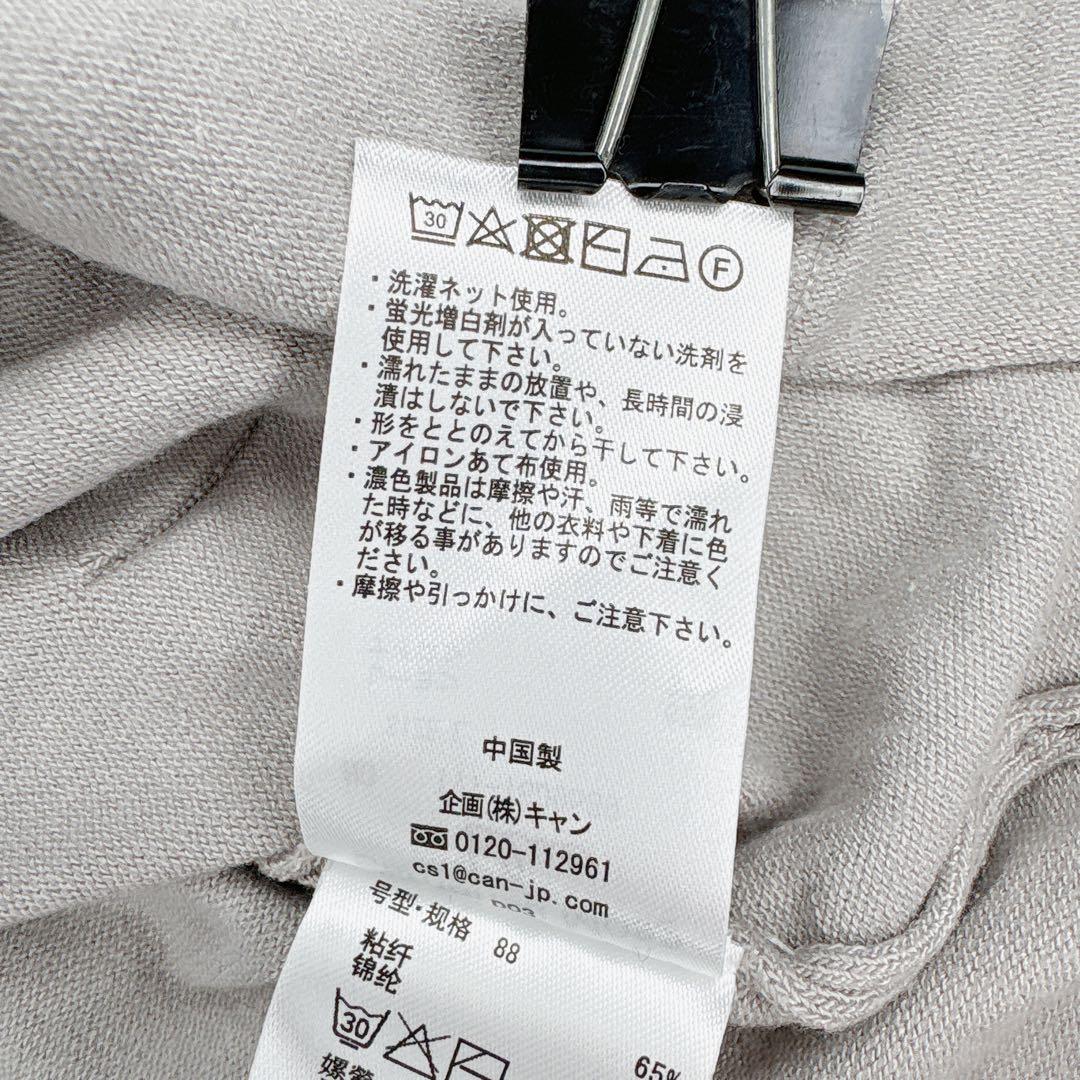 30
F
・洗濯ネット使用。
・蛍光増白剤が入っていない洗剤を
使用して下さい。
・濡れたままの放置や、長時間の浸
漬はしないで下さい。
・形をととのえてから干して下さい。
・アイロンあて布使用。
・濃色製品は摩擦や汗、雨等で濡れ
た時などに、他の衣料や下着に色
が移る事がありますのでご注意く
ださい。
・摩擦や引っかけに、ご注意下さい。
中国製
企画(株)キャン
0120-112961
cs1@can-jp.com
D03
号型·规格 88
粘纤
锦纶
65%
30